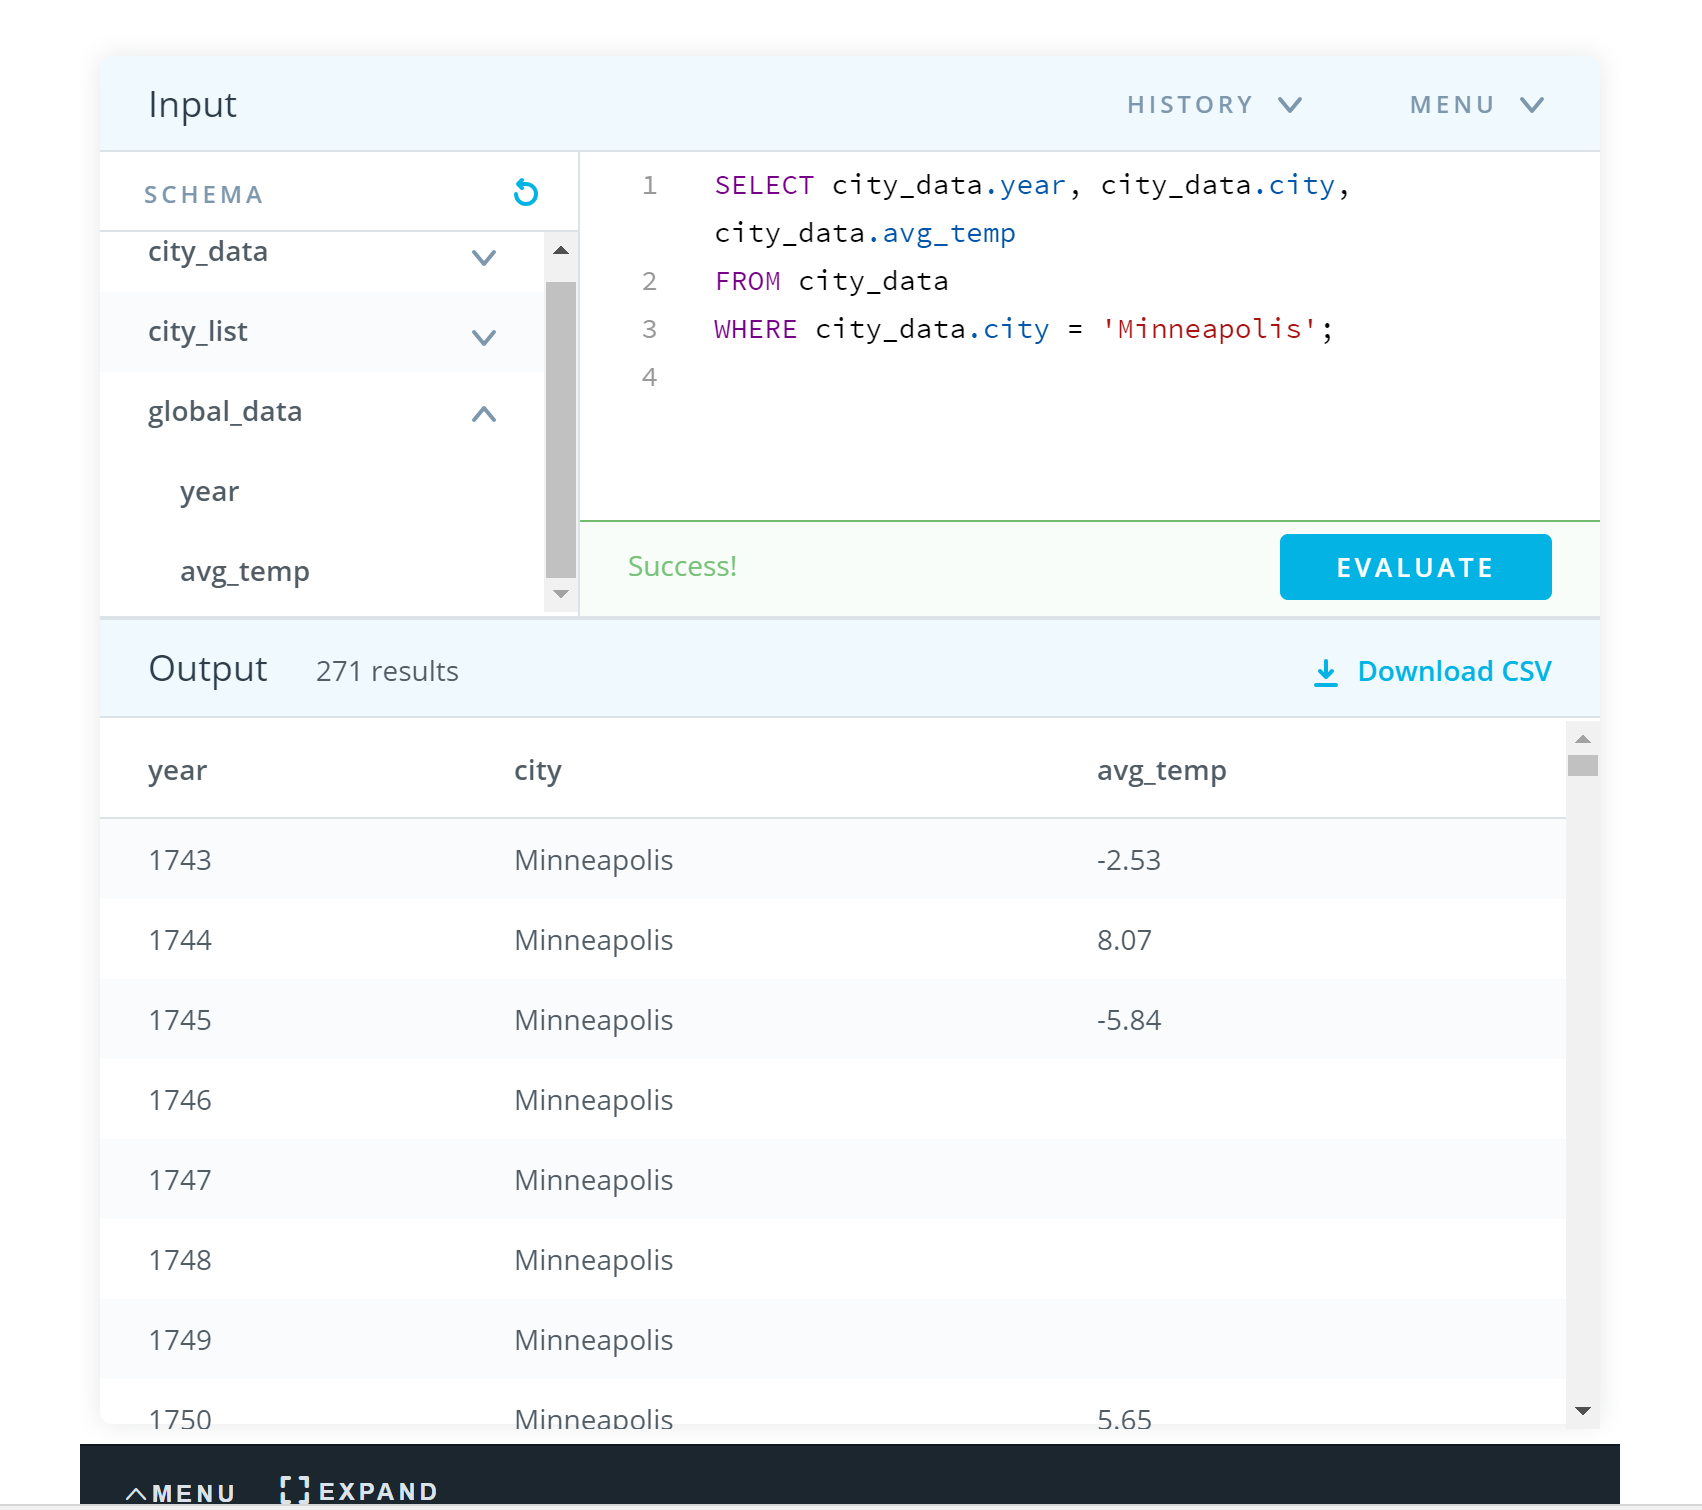 Input
HISTORY
MENU
SCHEMA
city_data
city_list
global_data
year
avg_temp
1 SELECT city_data.year, city_data.city,
city_data.avg_temp
2 FROM city_data
3 WHERE city_data.city = 'Minneapolis';
4
Success!
EVALUATE
Output 271 results Download CSV
year city avg_temp
1743 Minneapolis -2.53
1744 Minneapolis 8.07
1745 Minneapolis -5.84
1746 Minneapolis
1747 Minneapolis
1748 Minneapolis
1749 Minneapolis
1750 Minneapolis 5.65
MENU EXPAND